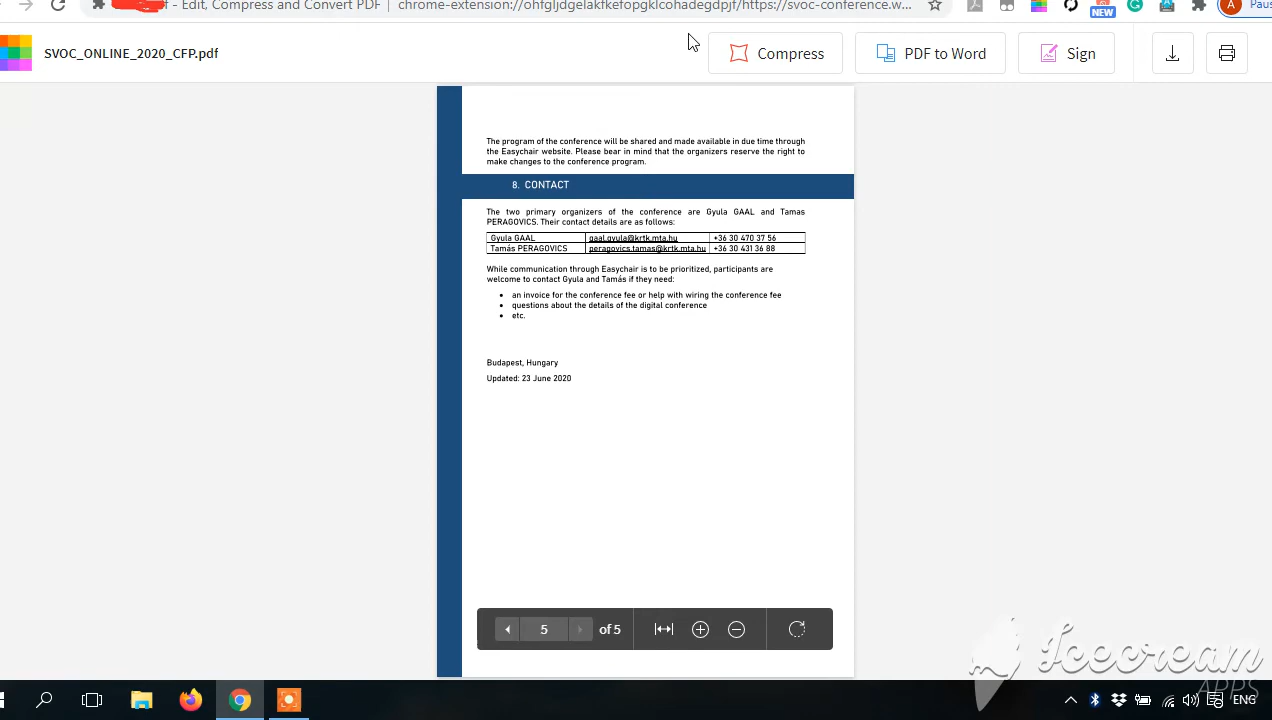 f - Edit, Compress and Convert PDF
chrome-extension://ohfgljdgelakfkefopgklcohadegdpjf/https://svoc-conference.w...
NEW
A
Paus
SVOC_ONLINE_2020_CFP.pdf
Compress
PDF to Word
Sign
The program of the conference will be shared and made available in due time through
the Easychair website. Please bear in mind that the organizers reserve the right to
make changes to the conference program.
8. CONTACT
The two primary organizers of the conference are Gyula GAAL and Tamas
PERAGOVICS. Their contact details are as follows:
Gyula GAAL gaal.gyula@krtk.mta.hu +36 30 470 37 56
Tamás PERAGOVICS peragovics.tamas@krtk.mta.hu +36 30 431 36 88
While communication through Easychair is to be prioritized, participants are
welcome to contact Gyula and Tamás if they need:
• an invoice for the conference fee or help with wiring the conference fee
• questions about the details of the digital conference
• etc.
Budapest, Hungary
Updated: 23 June 2020
5 of 5
Icecream
APPS
ENG